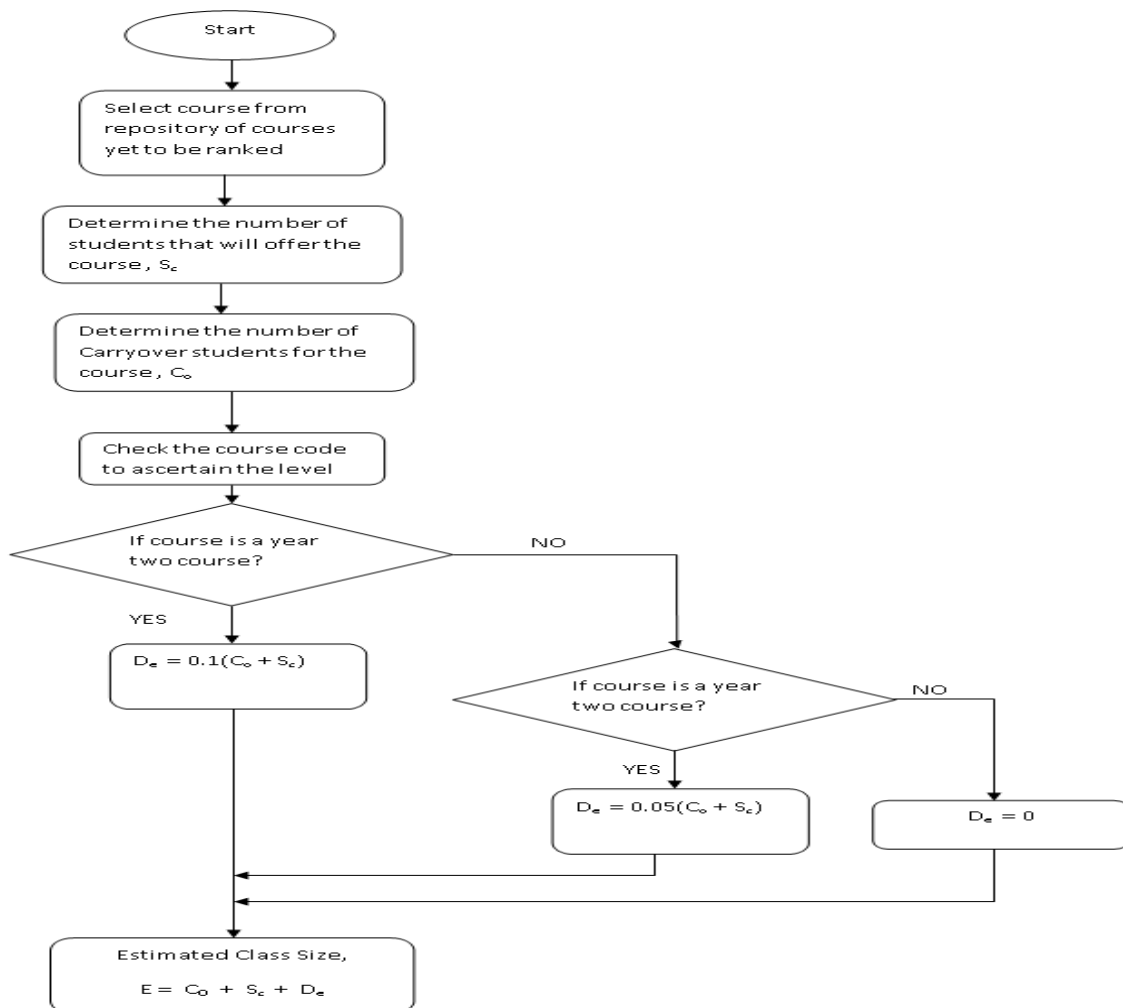 Start
Select course from
repository of courses
yet to be ranked
Determine the number of
students that will offer the
course , Sc
Determine the number of
Carryover students for the
course , Co
Check the course code
to ascertain the level
If course is a year
two course?
NO
YES
De = 0.1(Co + Sc)
If course is a year
two course?
NO
YES
De = 0.05(Co + Sc)
De = 0
Estimated Class Size,
E = CO + Sc + De